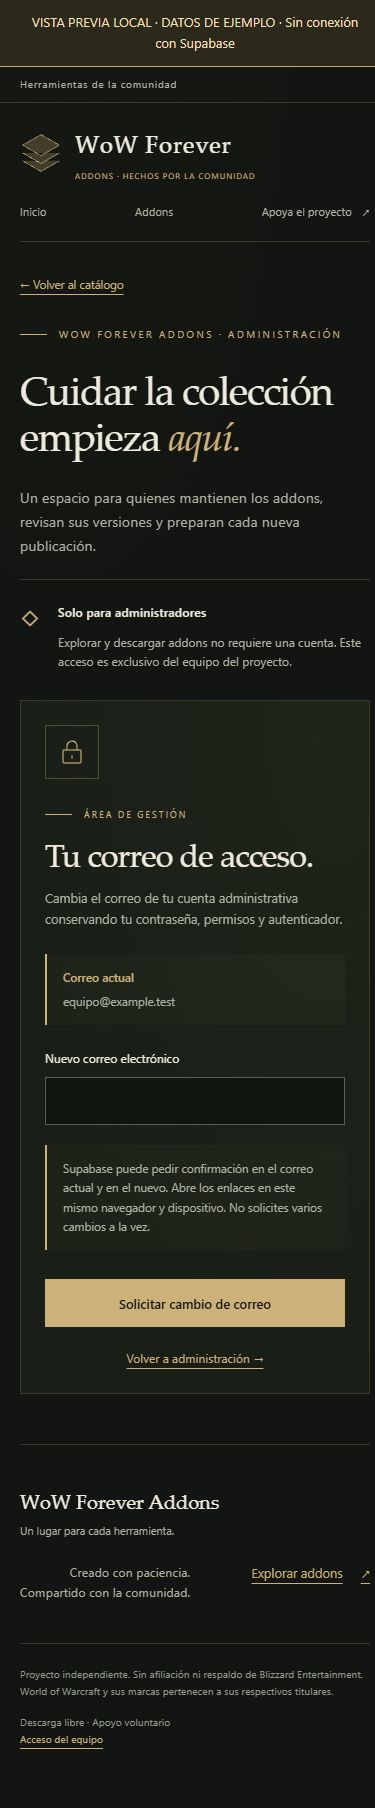 VISTA PREVIA LOCAL · DATOS DE EJEMPLO · Sin conexión
con Supabase
Herramientas de la comunidad
WoW Forever
ADDONS · HECHOS POR LA COMUNIDAD
Inicio Addons Apoya el proyecto ↗
← Volver al catálogo
WOW FOREVER ADDONS · ADMINISTRACIÓN
Cuidar la colección
empieza aquí.
Un espacio para quienes mantienen los addons,
revisan sus versiones y preparan cada nueva
publicación.
Solo para administradores
Explorar y descargar addons no requiere una cuenta. Este
acceso es exclusivo del equipo del proyecto.
ÁREA DE GESTIÓN
Tu correo de acceso.
Cambia el correo de tu cuenta administrativa
conservando tu contraseña, permisos y autenticador.
Correo actual
equipo@example.test
Nuevo correo electrónico
Supabase puede pedir confirmación en el correo
actual y en el nuevo. Abre los enlaces en este
mismo navegador y dispositivo. No solicites varios
cambios a la vez.
Solicitar cambio de correo
Volver a administración →
WoW Forever Addons
Un lugar para cada herramienta.
Creado con paciencia.
Compartido con la comunidad.
Explorar addons ↗
Proyecto independiente. Sin afiliación ni respaldo de Blizzard Entertainment.
World of Warcraft y sus marcas pertenecen a sus respectivos titulares.
Descarga libre · Apoyo voluntario
Acceso del equipo